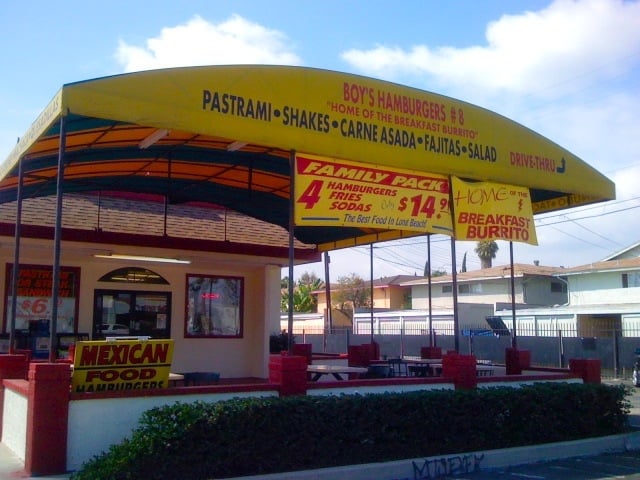 BOY'S HAMBURGERS #8
"HOME OF THE BREAKFAST BURRITO"
PASTRAMI • SHAKES • CARNE ASADA • FAJITAS • SALAD
DRIVE-THRU
FAMILY PACK
4 HAMBURGERS
FRIES
SODAS
ONLY
$14.99
The Best Food In Long Beach!
HOME OF THE
BREAKFAST
BURRITO
PASTRAMI
MEXICAN
FOOD
HAMBURGERS